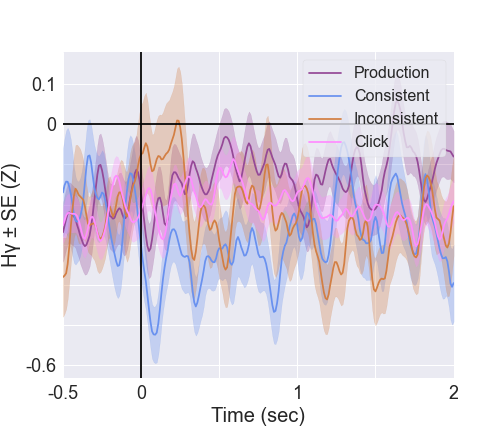 Production
Consistent
Inconsistent
Click
0.1
0
-0.6
Hγ ± SE (Z)
-0.5
0
1
2
Time (sec)